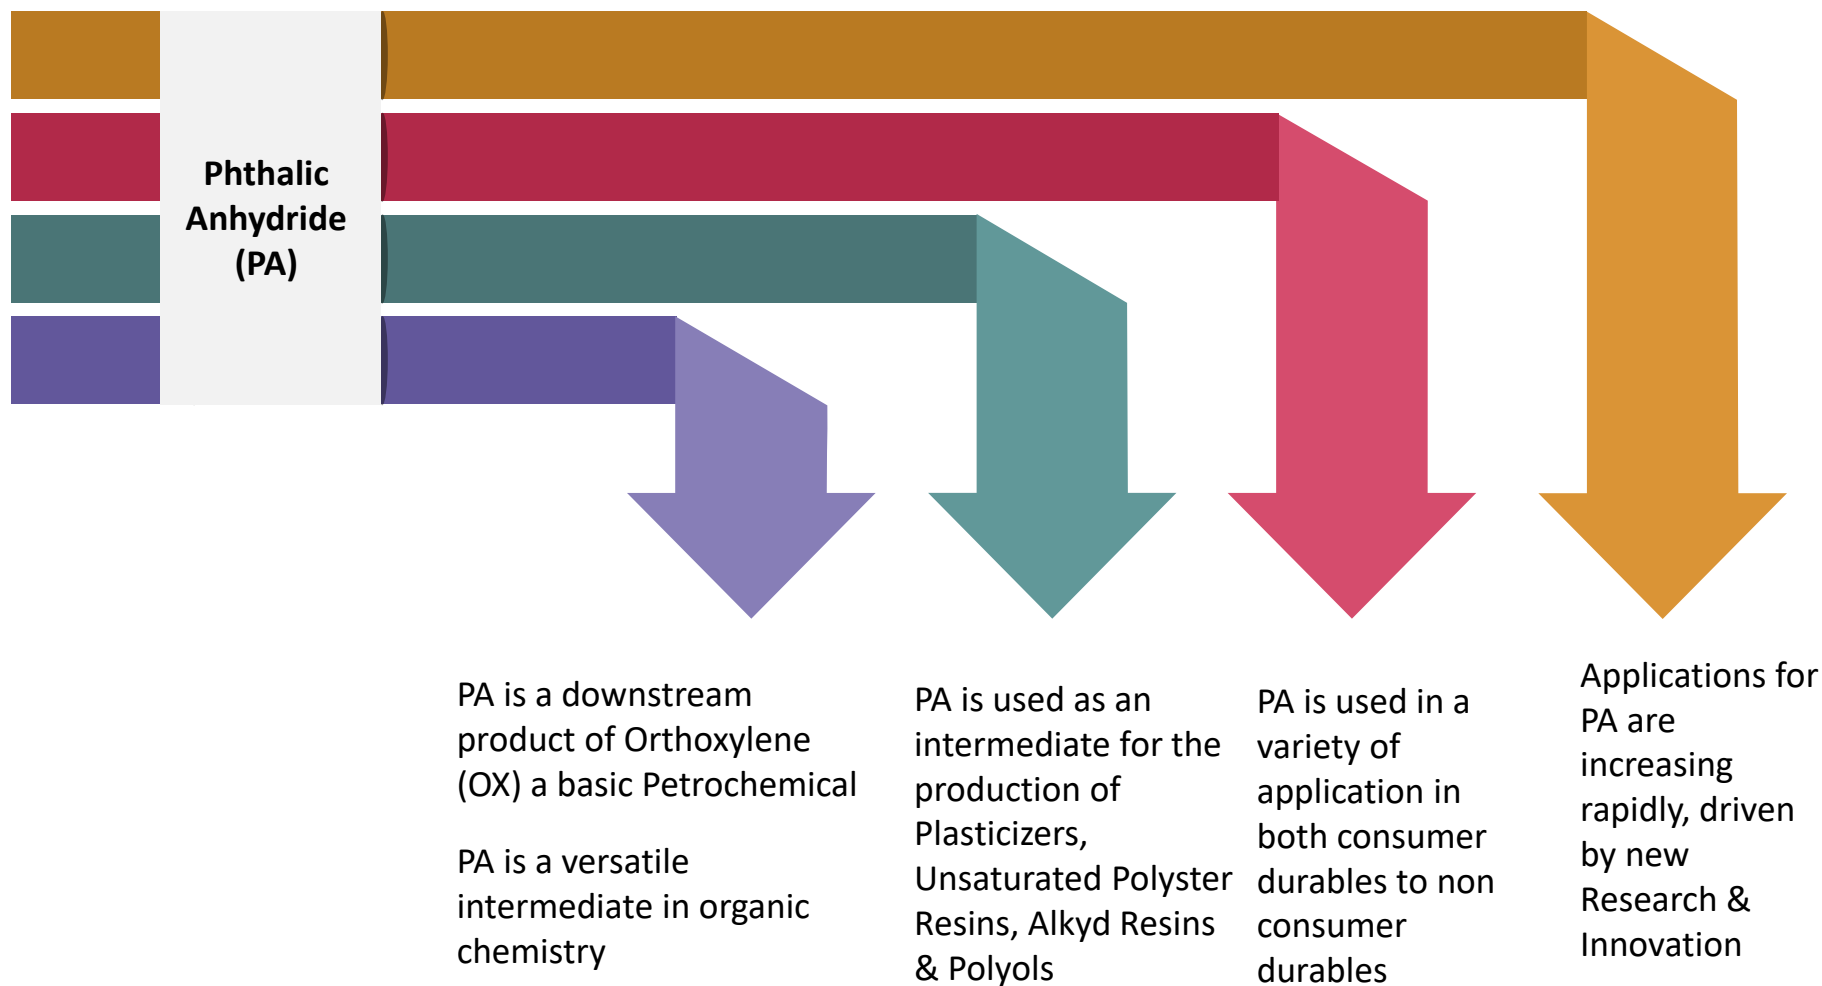 Phthalic
Anhydride
(PA)
PA is a downstream
product of Orthoxylene
(OX) a basic Petrochemical
PA is a versatile
intermediate in organic
chemistry
PA is used as an
intermediate for the
production of
Plasticizers,
Unsaturated Polyster
Resins, Alkyd Resins
& Polyols
PA is used in a
variety of
application in
both consumer
durables to non
consumer
durables
Applications for
PA are
increasing
rapidly, driven
by new
Research &
Innovation